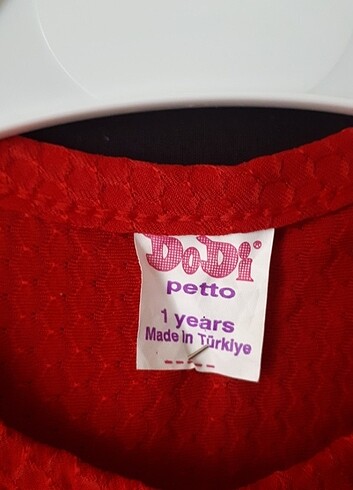 DoDi®
petto
1 years
Made in Türkiye